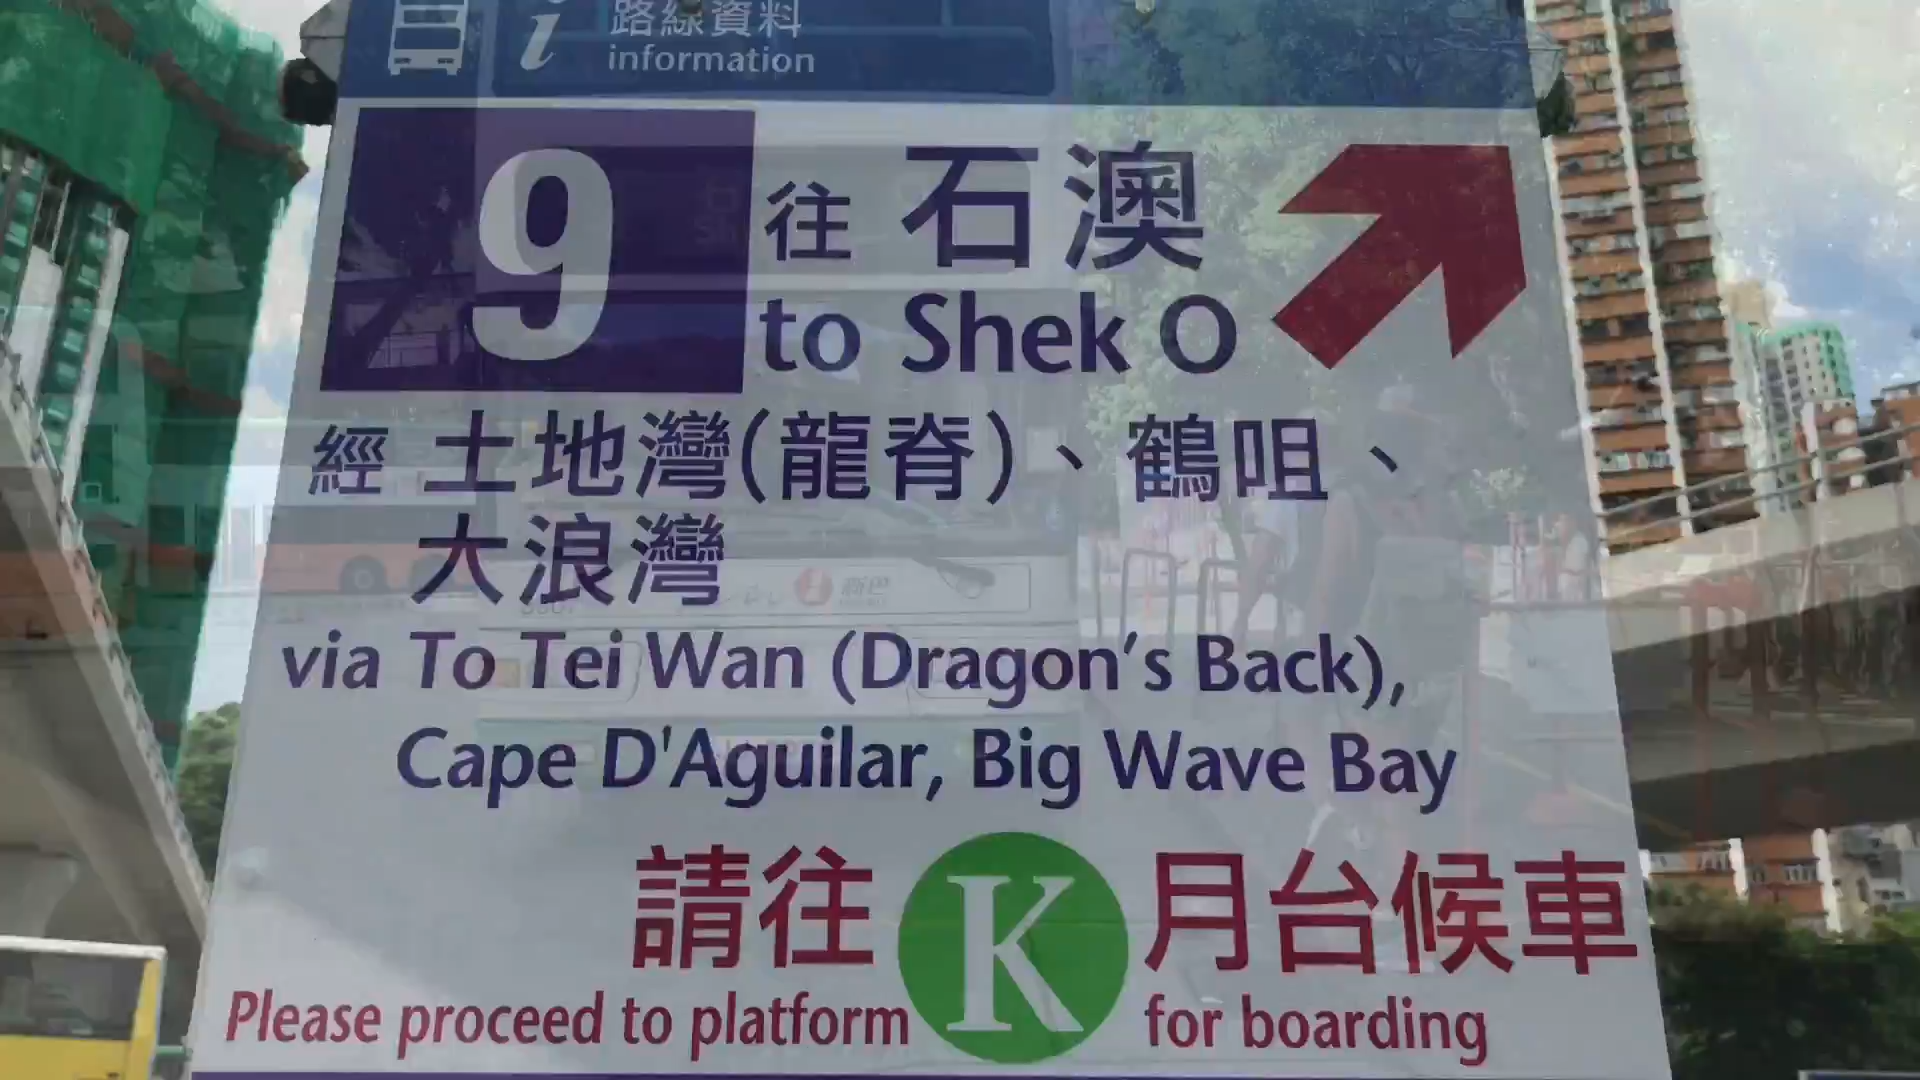 路線資料
information
9 往 石澳
to Shek O
經 土地灣(龍脊)、鶴咀、
大浪灣
via To Tei Wan (Dragon's Back),
Cape D'Aguilar, Big Wave Bay
請往 K 月台候車
Please proceed to platform for boarding
新巴